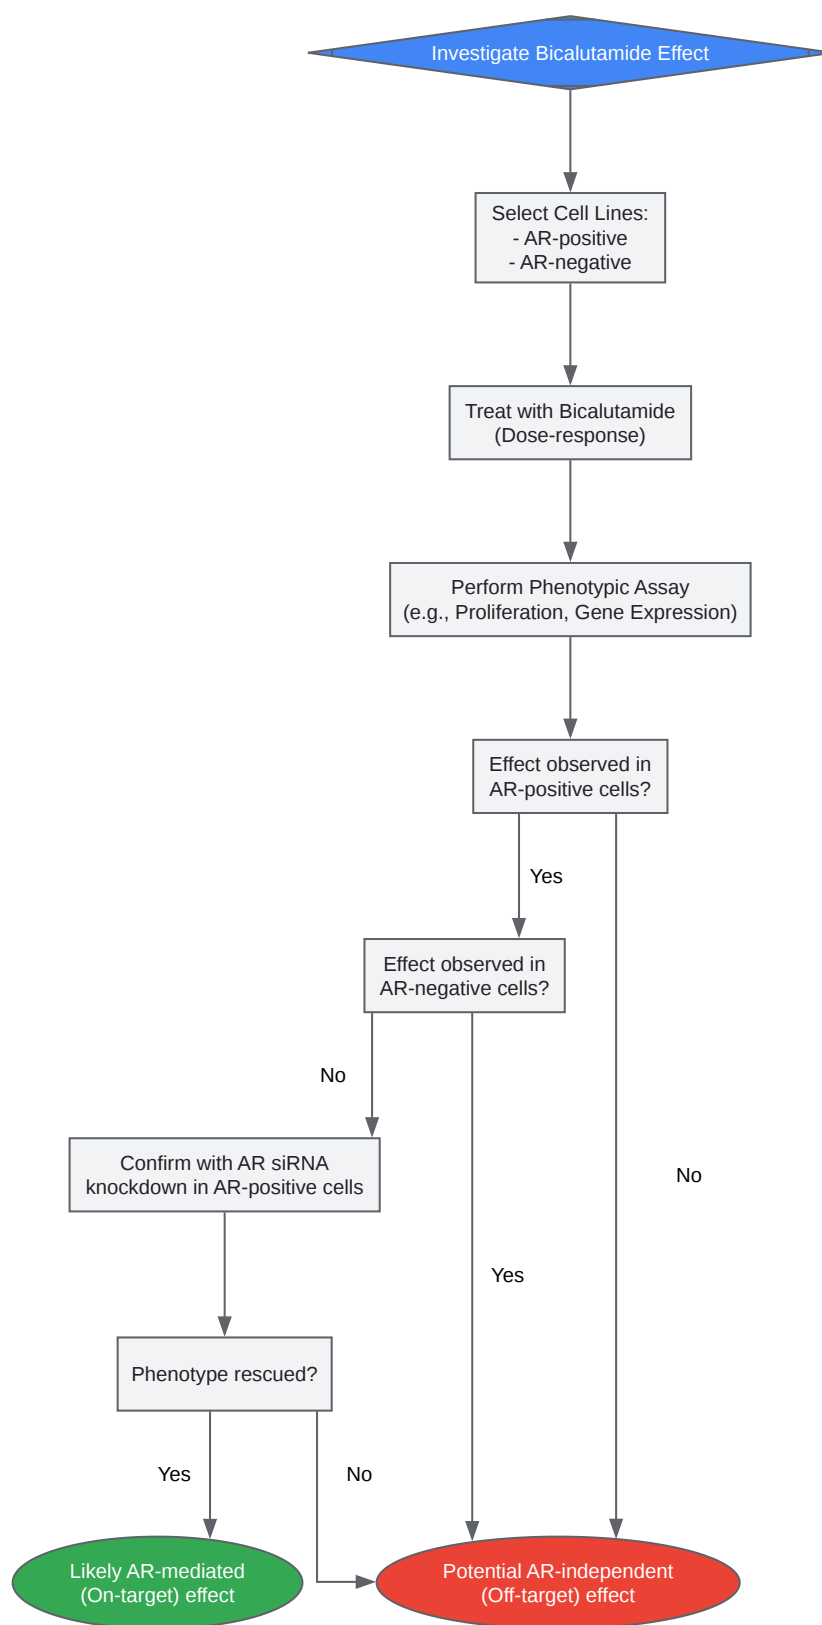 Investigate Bicalutamide Effect
Select Cell Lines:
- AR-positive
- AR-negative
Treat with Bicalutamide
(Dose-response)
Perform Phenotypic Assay
(e.g., Proliferation, Gene Expression)
Effect observed in
AR-positive cells?
Yes
Effect observed in
AR-negative cells?
No
Confirm with AR siRNA
knockdown in AR-positive cells
No
Yes
Phenotype rescued?
Yes
No
Likely AR-mediated
(On-target) effect
Potential AR-independent
(Off-target) effect